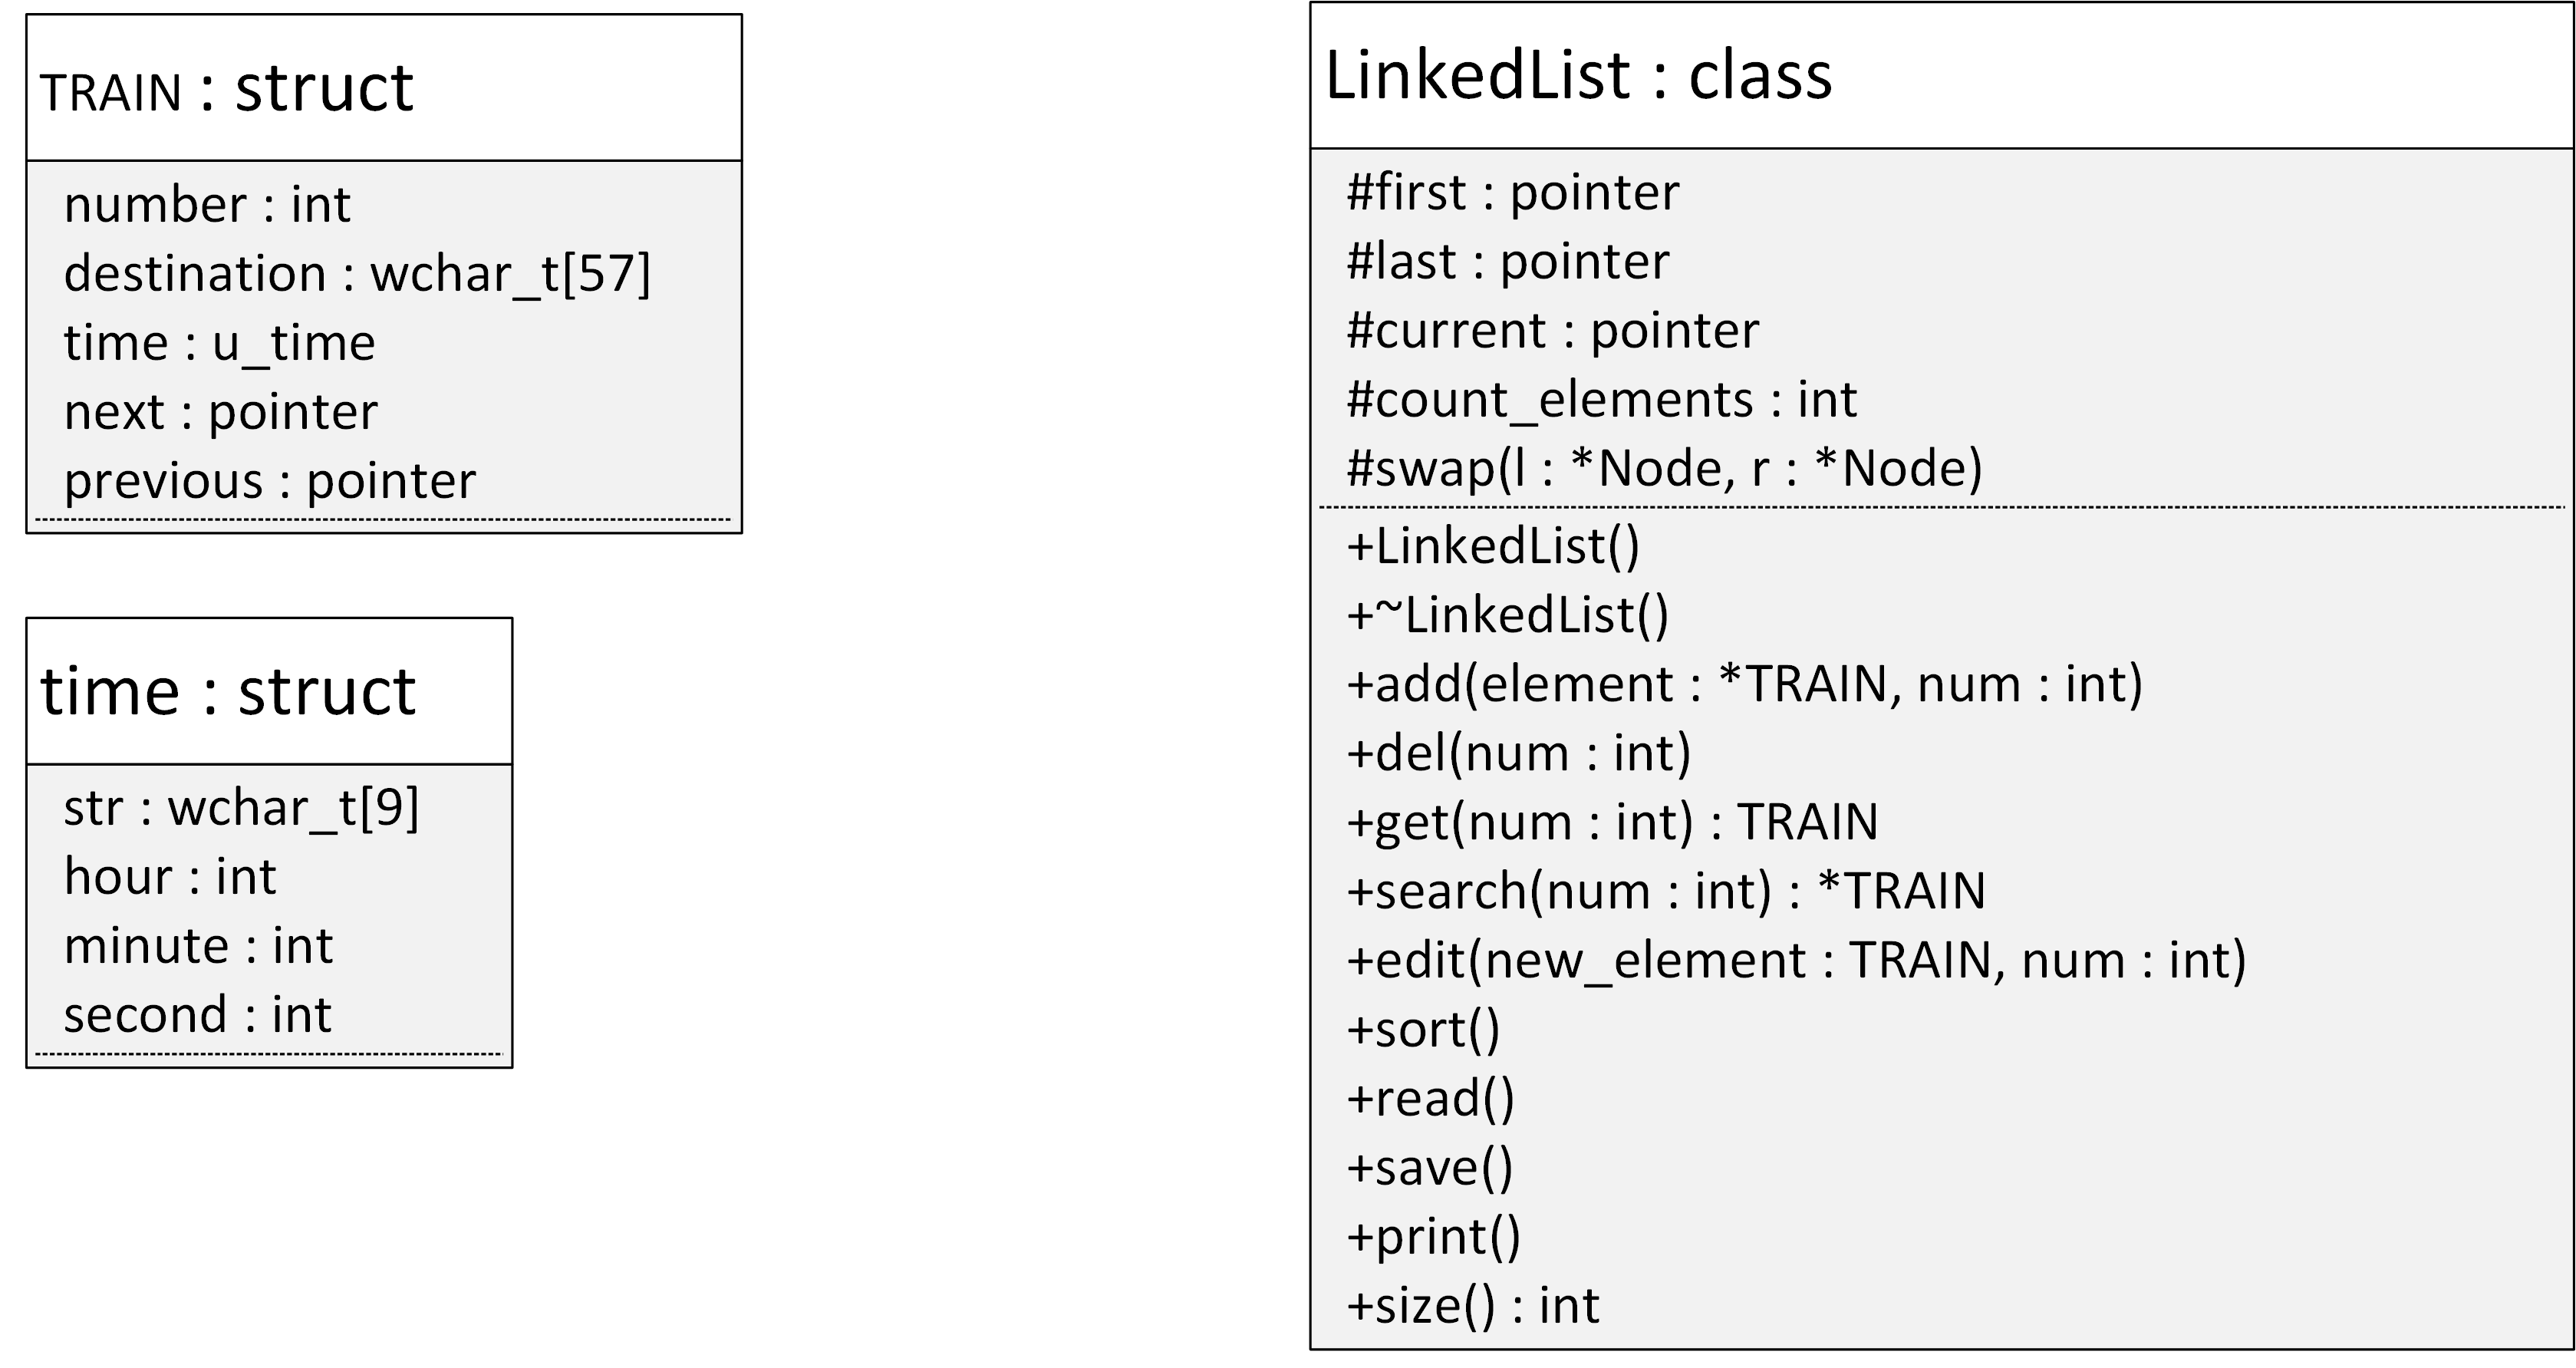 TRAIN : struct
number : int
destination : wchar_t[57]
time : u_time
next : pointer
previous : pointer
time : struct
str : wchar_t[9]
hour : int
minute : int
second : int
LinkedList : class
#first : pointer
#last : pointer
#current : pointer
#count_elements : int
#swap(l : *Node, r : *Node)
+LinkedList()
+~LinkedList()
+add(element : *TRAIN, num : int)
+del(num : int)
+get(num : int) : TRAIN
+search(num : int) : *TRAIN
+edit(new_element : TRAIN, num : int)
+sort()
+read()
+save()
+print()
+size() : int